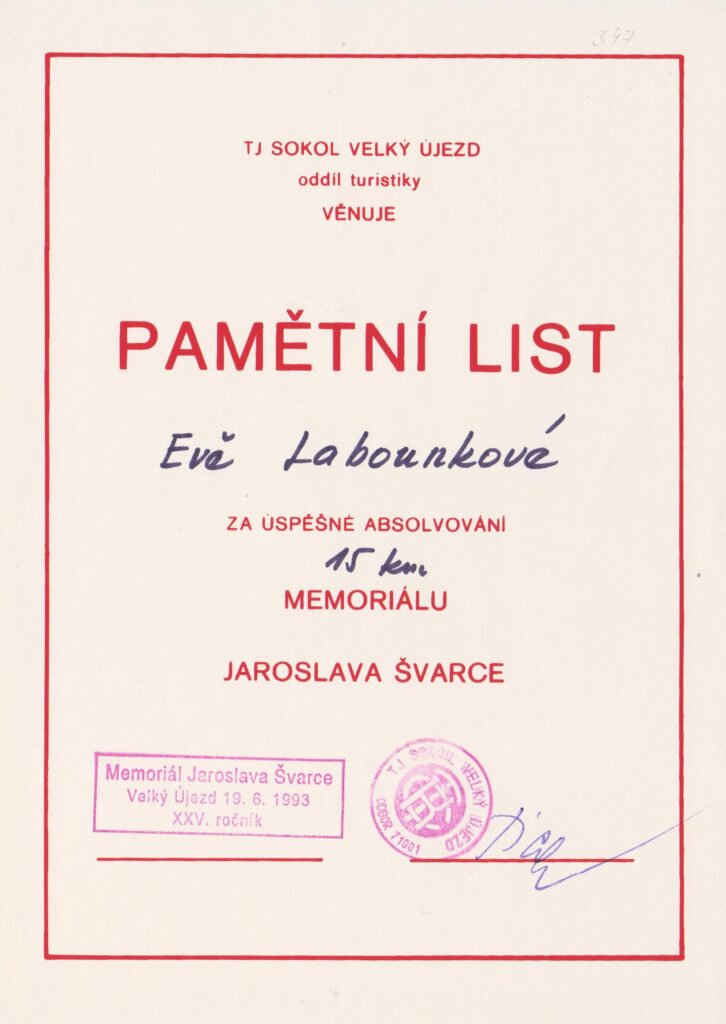 347
TJ SOKOL VELKÝ ÚJEZD
oddíl turistiky
VĚNUJE
PAMĚTNÍ LIST
Evě Labounkové
ZA ÚSPĚŠNÉ ABSOLVOVÁNÍ
15 km
MEMORIÁLU
JAROSLAVA ŠVARCE
Memoriál Jaroslava Švarce
Velký Újezd 19. 6. 1993
XXV. ročník
TJ SOKOL VELKÝ ÚJEZD
ODBOR 71001